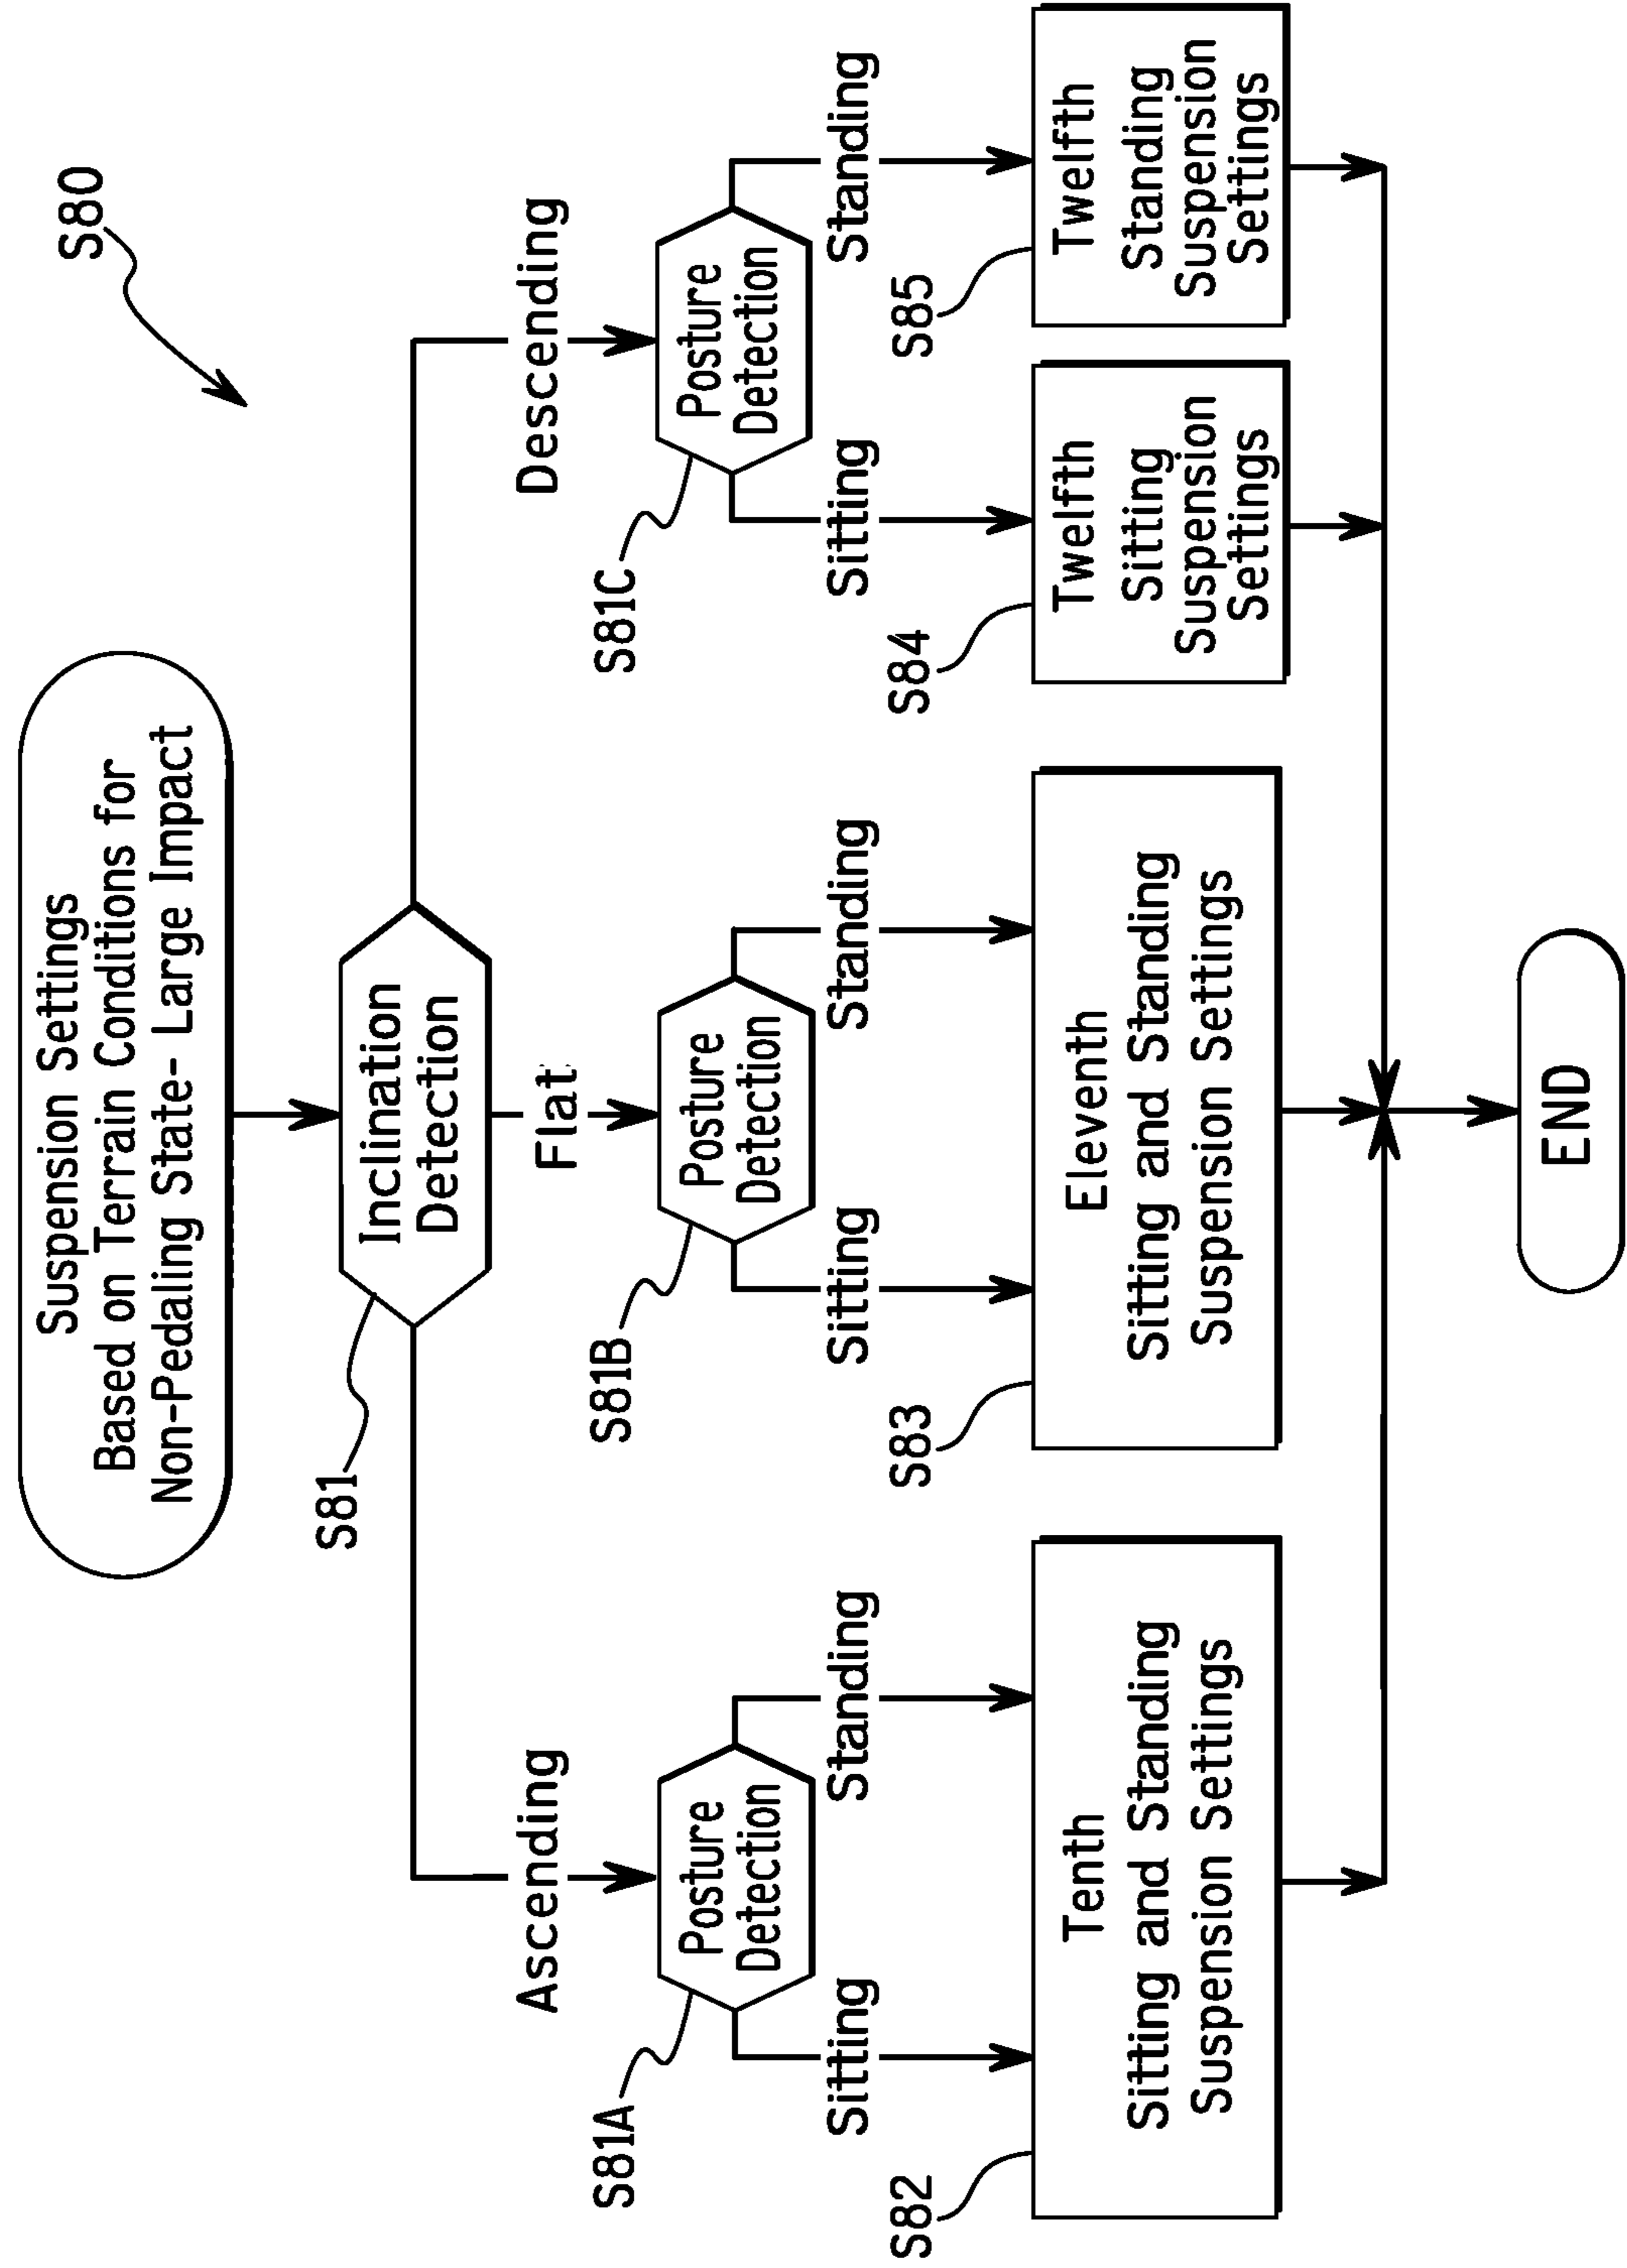 S80
Suspension Settings
Based on Terrain Conditions for
Non-Pedaling State- Large Impact
S81
Inclination
Detection
Ascending
Flat
Descending
S81A
Posture
Detection
S81B
Posture
Detection
S81C
Posture
Detection
Sitting
Standing
Sitting
Standing
Sitting
Standing
S82
Tenth
Sitting and Standing
Suspension Settings
S83
Eleventh
Sitting and Standing
Suspension Settings
S84
Twelfth
Sitting
Suspension
Settings
S85
Twelfth
Standing
Suspension
Settings
END